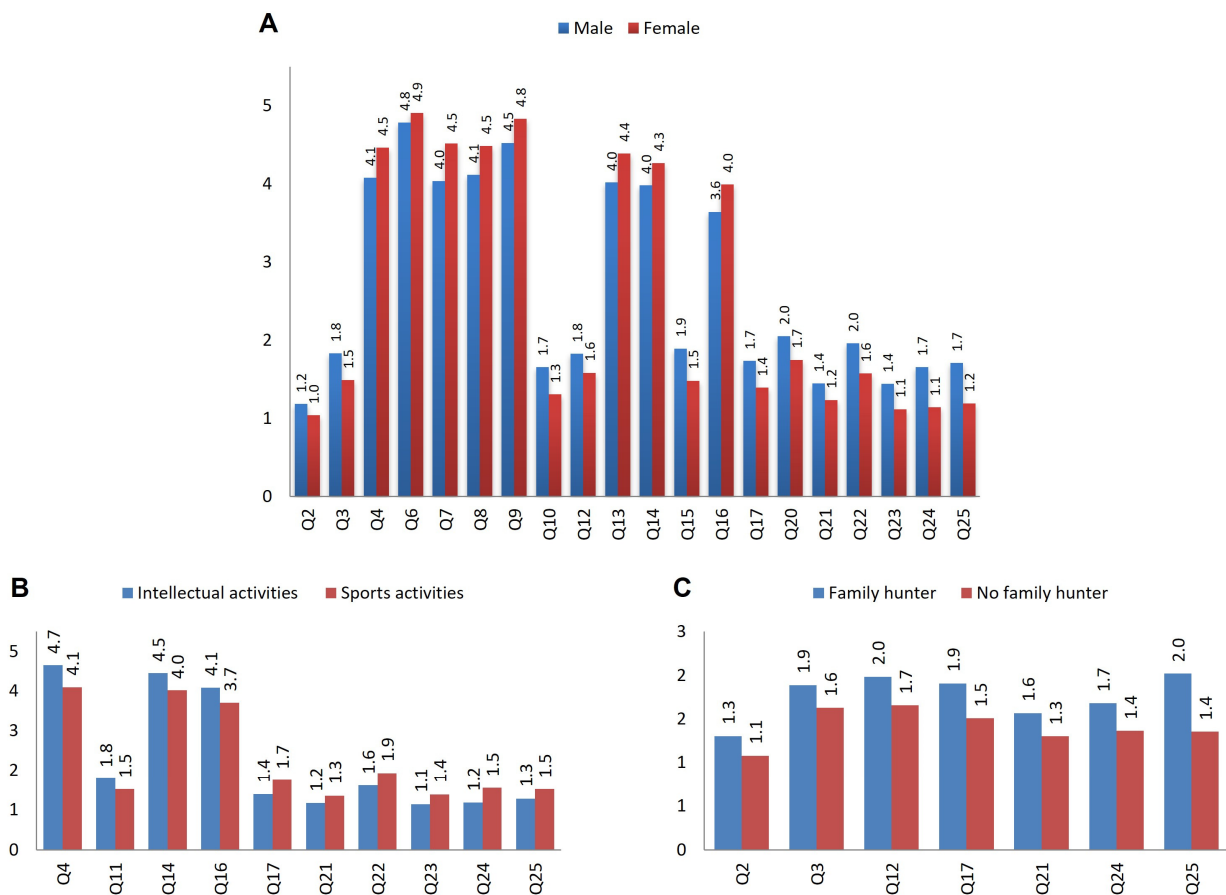 A
Male Female
5
4
3
2
1
0
1.2 1.0 1.8 1.5 4.1 4.5 4.8 4.9 4.0 4.5 4.1 4.5 4.5 4.8 1.7 1.3 1.8 1.6 4.0 4.4 4.0 4.3 1.9 1.5 3.6 4.0 1.7 1.4 2.0 1.7 1.4 1.2 2.0 1.6 1.4 1.1 1.7 1.1 1.7 1.2
Q2 Q3 Q4 Q6 Q7 Q8 Q9 Q10 Q12 Q13 Q14 Q15 Q16 Q17 Q20 Q21 Q22 Q23 Q24 Q25
B
Intellectual activities Sports activities
5
4
3
2
1
0
4.7 4.1 1.8 1.5 4.5 4.0 4.1 3.7 1.4 1.7 1.2 1.3 1.6 1.9 1.1 1.4 1.2 1.5 1.3 1.5
Q4 Q11 Q14 Q16 Q17 Q21 Q22 Q23 Q24 Q25
C
Family hunter No family hunter
3
2
2
1
1
0
1.3 1.1 1.9 1.6 2.0 1.7 1.9 1.5 1.6 1.3 1.7 1.4 2.0 1.4
Q2 Q3 Q12 Q17 Q21 Q24 Q25